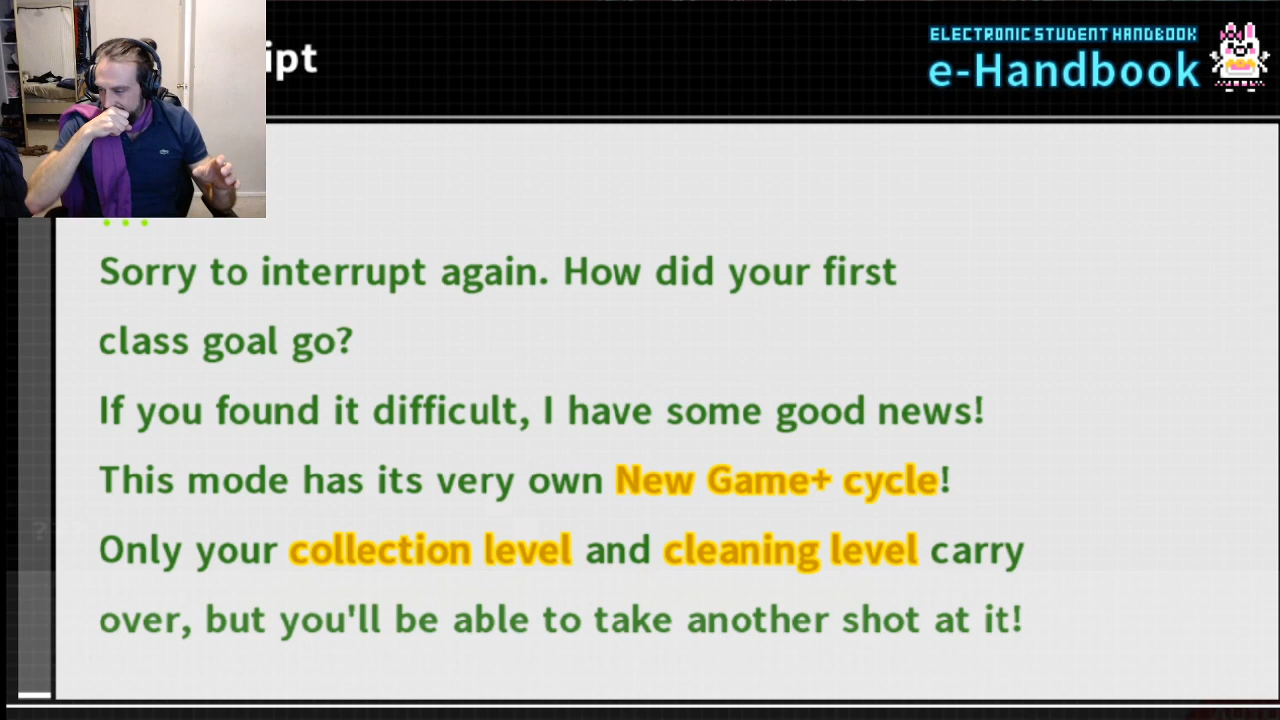 ipt
ELECTRONIC STUDENT HANDBOOK
e-Handbook
...
Sorry to interrupt again. How did your first
class goal go?
If you found it difficult, I have some good news!
This mode has its very own New Game+ cycle!
Only your collection level and cleaning level carry
over, but you'll be able to take another shot at it!